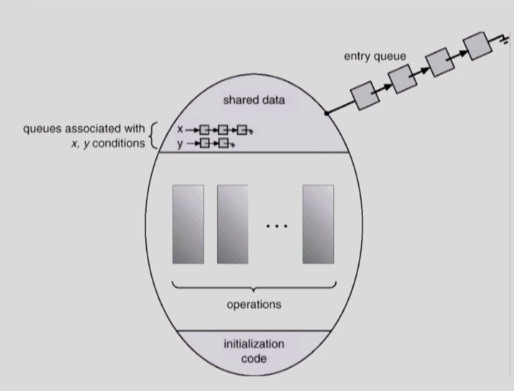 entry queue
shared data
queues associated with
x, y conditions
x
y
...
operations
initialization
code